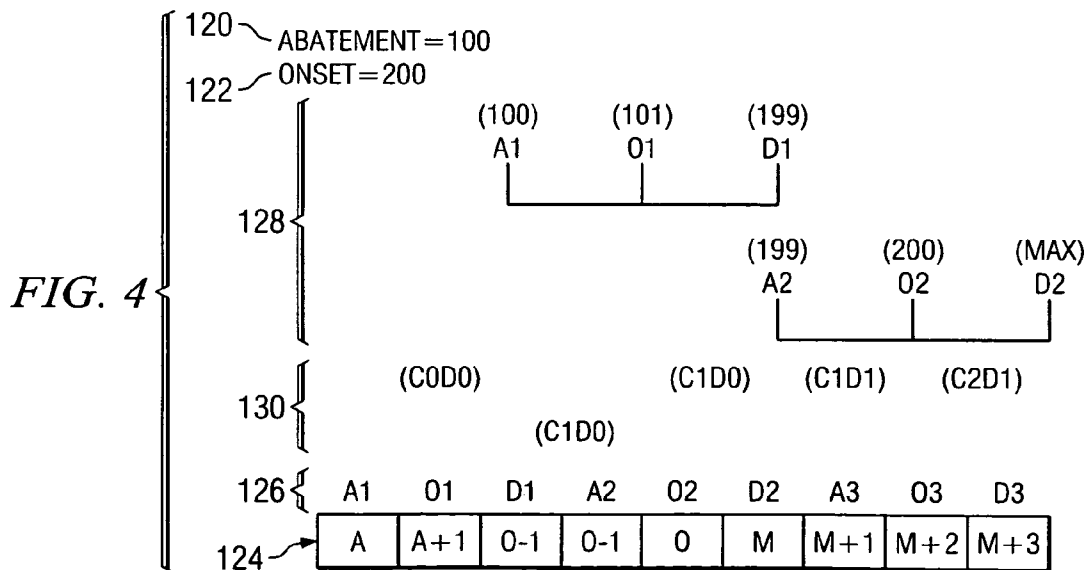 120 ABATEMENT=100
122 ONSET=200
(100) (101) (199)
A1 O1 D1
128
(199) (200) (MAX)
A2 O2 D2
FIG. 4
(C0D0) (C1D0) (C1D1) (C2D1)
130
(C1D0)
126 A1 O1 D1 A2 O2 D2 A3 O3 D3
124 A A+1 O-1 O-1 O M M+1 M+2 M+3